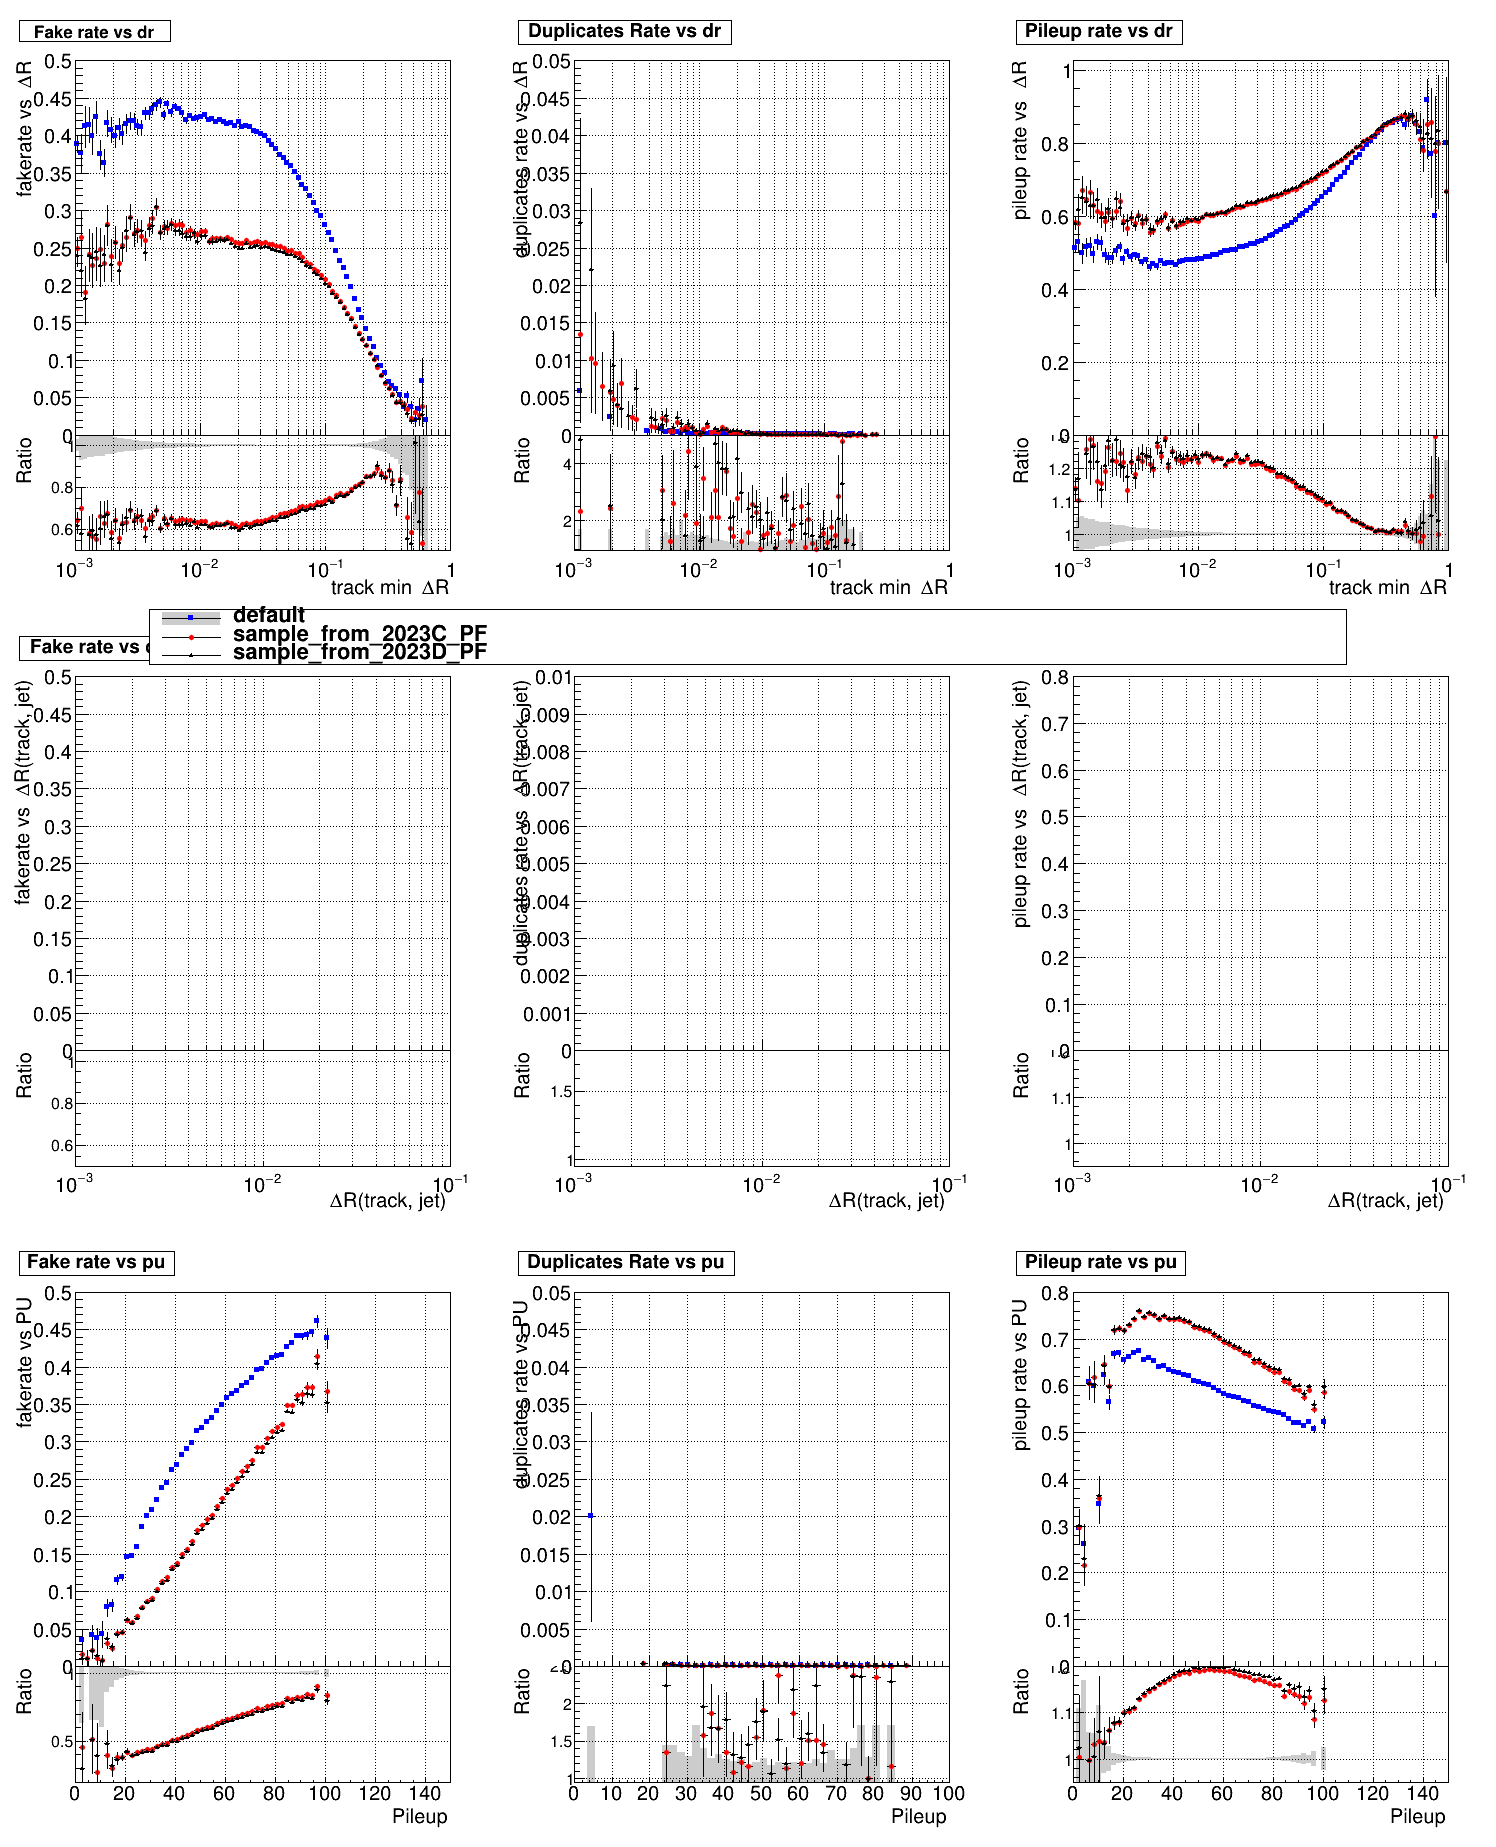 Fake rate vs dr
Duplicates Rate vs dr
Pileup rate vs dr
fakerate vs ΔR
0.5
0.45
0.4
0.35
0.3
0.25
0.2
0.15
0.1
0.05
0
Ratio
1
0.8
0.6
10⁻³ 10⁻² 10⁻¹ 1
track min ΔR
duplicates rate vs ΔR
0.05
0.045
0.04
0.035
0.03
0.025
0.02
0.015
0.01
0.005
0
Ratio
4
2
10⁻³ 10⁻² 10⁻¹ 1
track min ΔR
pileup rate vs ΔR
1
0.8
0.6
0.4
0.2
0
Ratio
1.2
1.1
1
10⁻³ 10⁻² 10⁻¹ 1
track min ΔR
default
sample_from_2023C_PF
sample_from_2023D_PF
Fake rate vs
fakerate vs ΔR(track, jet)
0.5
0.45
0.4
0.35
0.3
0.25
0.2
0.15
0.1
0.05
0
Ratio
1
0.8
0.6
10⁻³ 10⁻² 10⁻¹
ΔR(track, jet)
duplicates rate vs ΔR(track, jet)
0.01
0.009
0.008
0.007
0.006
0.005
0.004
0.003
0.002
0.001
0
Ratio
1.5
1
10⁻³ 10⁻² 10⁻¹
ΔR(track, jet)
pileup rate vs ΔR(track, jet)
0.8
0.7
0.6
0.5
0.4
0.3
0.2
0.1
0
Ratio
1.1
1
10⁻³ 10⁻² 10⁻¹
ΔR(track, jet)
Fake rate vs pu
Duplicates Rate vs pu
Pileup rate vs pu
fakerate vs PU
0.5
0.45
0.4
0.35
0.3
0.25
0.2
0.15
0.1
0.05
0
Ratio
1
0.5
0 20 40 60 80 100 120 140
Pileup
duplicates rate vs PU
0.05
0.045
0.04
0.035
0.03
0.025
0.02
0.015
0.01
0.005
0
Ratio
2
1.5
1
0 10 20 30 40 50 60 70 80 90 100
Pileup
pileup rate vs PU
0.8
0.7
0.6
0.5
0.4
0.3
0.2
0.1
0
Ratio
1.1
1
0 20 40 60 80 100 120 140
Pileup